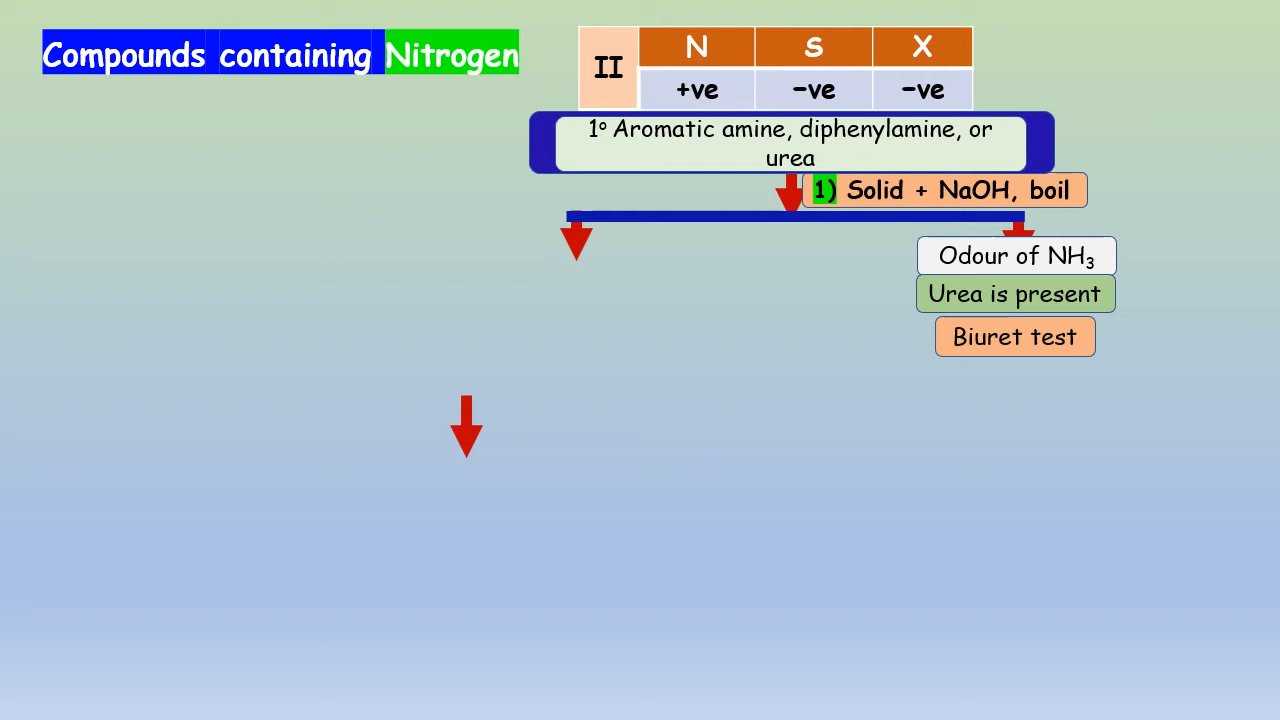 Compounds containing Nitrogen
II N S X
+ve −ve −ve
1º Aromatic amine, diphenylamine, or
urea
1) Solid + NaOH, boil
Odour of NH₃
Urea is present
Biuret test